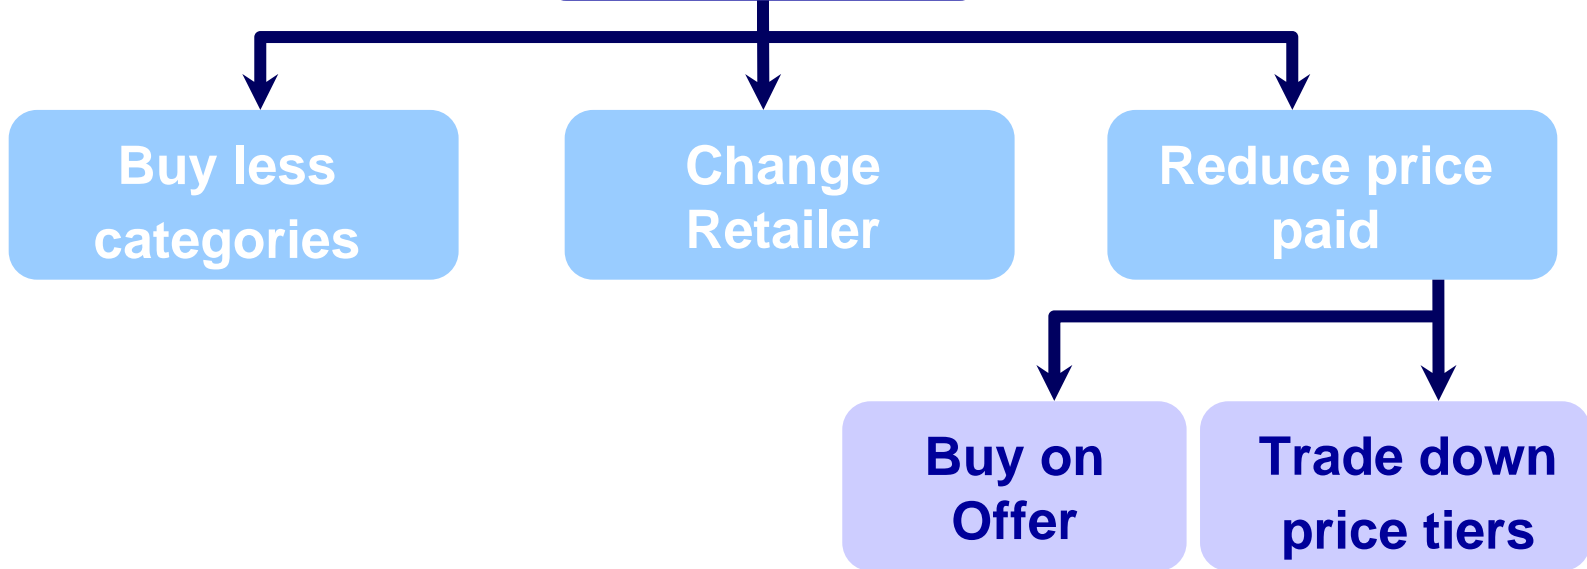 Buy less
categories
Change
Retailer
Reduce price
paid
Buy on
Offer
Trade down
price tiers